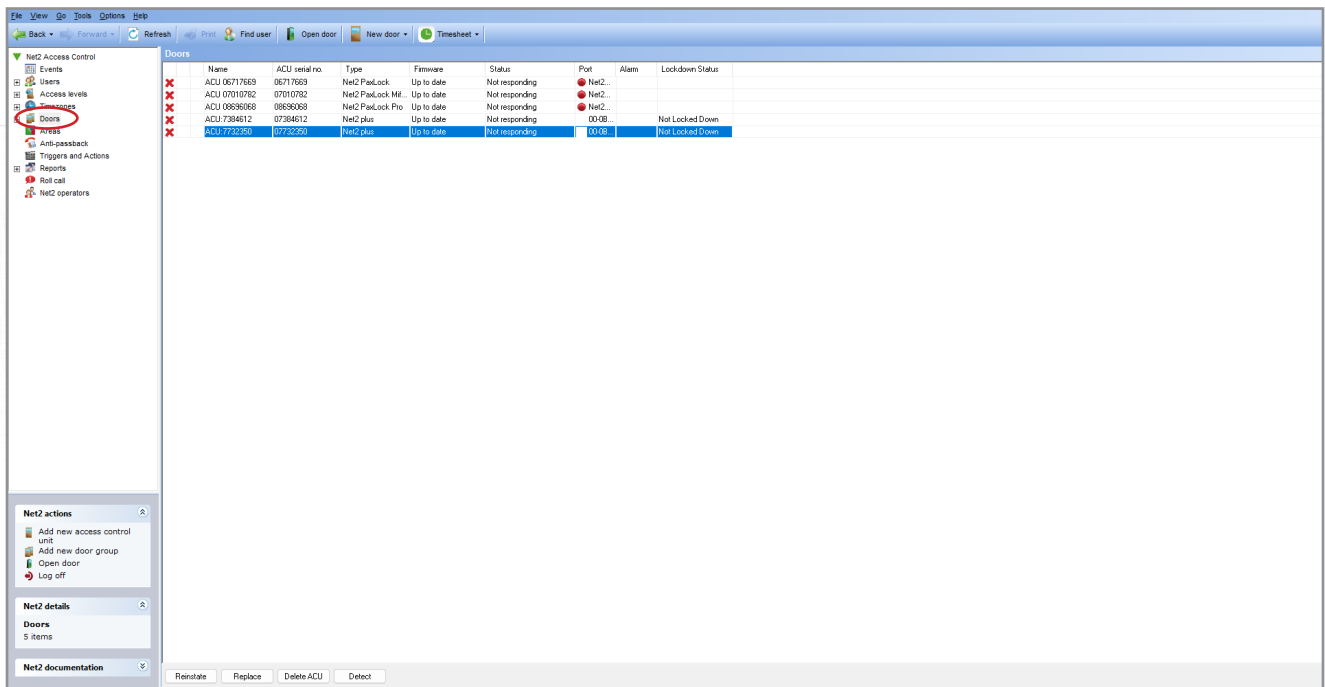 File View Go Tools Options Help
Back Forward Refresh Print Find user Open door New door Timesheet
Net2 Access Control
Events
Users
Access levels
Timezones
Doors
Areas
Anti-passback
Triggers and Actions
Reports
Roll call
Net2 operators
Doors
Name ACU serial no. Type Firmware Status Port Alarm Lockdown Status
ACU 06717669 06717669 Net2 PaxLock Up to date Not responding Net2...
ACU 07010782 07010782 Net2 PaxLock Mif... Up to date Not responding Net2...
ACU 08696068 08696068 Net2 PaxLock Pro Up to date Not responding Net2...
ACU:7384612 07384612 Net2 plus Up to date Not responding 00-0B... Not Locked Down
ACU:7732350 07732350 Net2 plus Up to date Not responding 00-0B... Not Locked Down
Net2 actions
Add new access control
unit
Add new door group
Open door
Log off
Net2 details
Doors
5 items
Net2 documentation
Reinstate Replace Delete ACU Detect